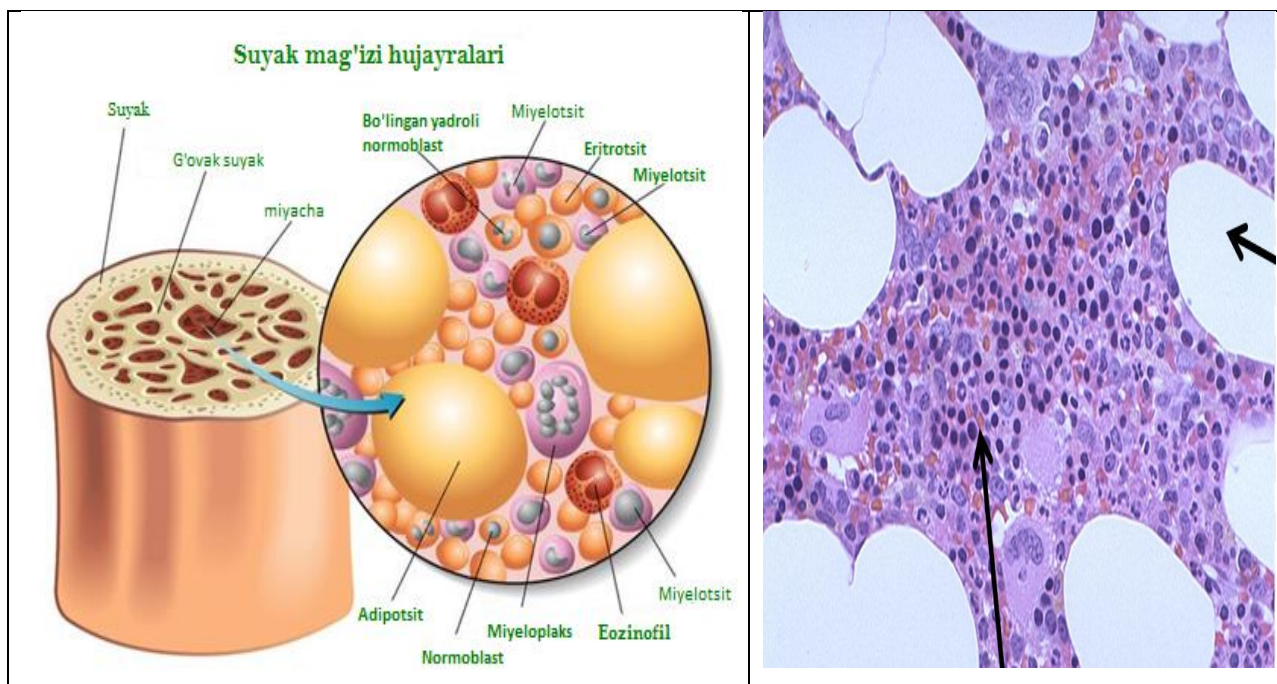 Suyak mag'izi hujayralari
Suyak
G'ovak suyak
miyacha
Bo'lingan yadroli
normoblast
Miyelotsit
Eritrotsit
Miyelotsit
Adipotsit
Normoblast
Miyeloplaks
Eozinofil
Miyelotsit